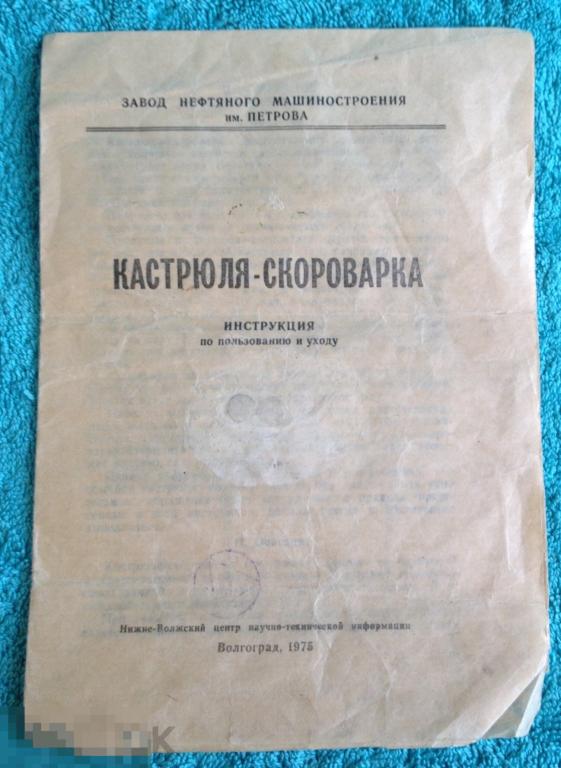 ЗАВОД НЕФТЯНОГО МАШИНОСТРОЕНИЯ
им. ПЕТРОВА
КАСТРЮЛЯ-СКОРОВАРКА
ИНСТРУКЦИЯ
по пользованию и уходу
Нижне-Волжский центр научно-технической информации
Волгоград, 1975